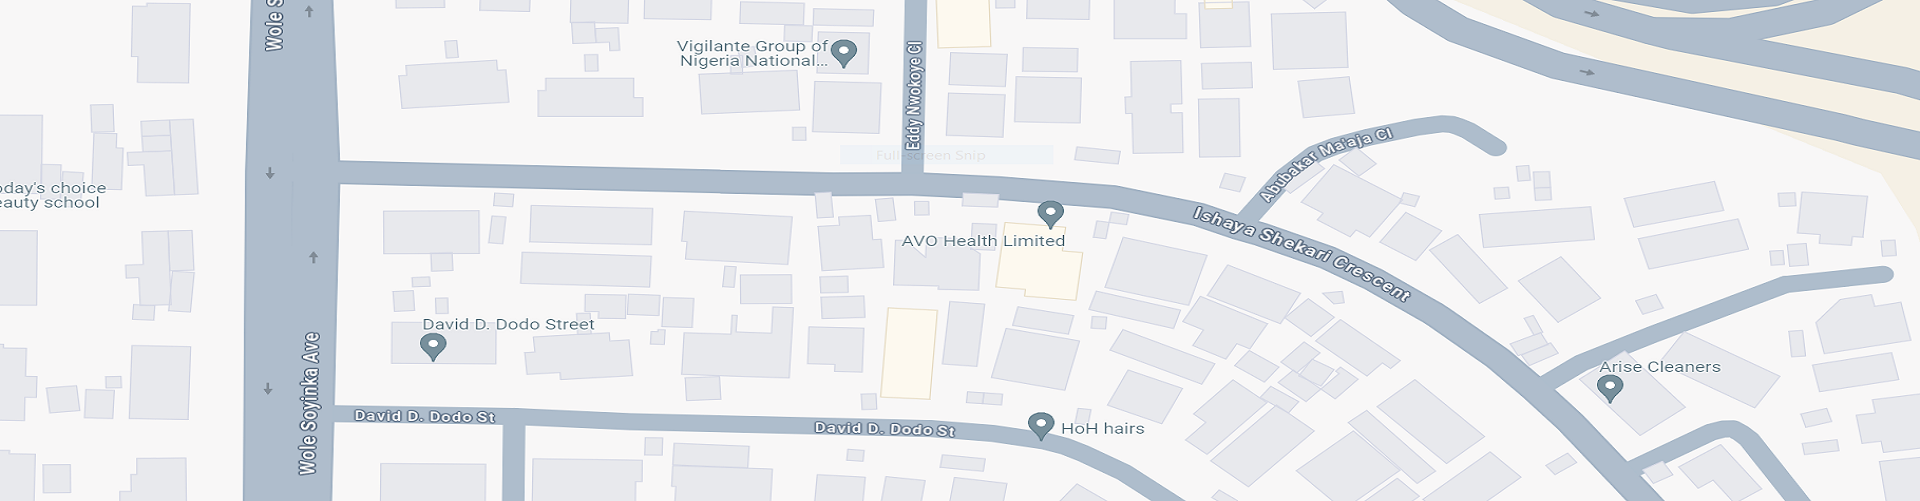 Wole S
Vigilante Group of
Nigeria National...
Eddy Nwokoye Cl
Full-screen Snip
Abubakar Ma'aja Cl
oday's choice
eauty school
Ishaya Shekari Crescent
AVO Health Limited
David D. Dodo Street
Wole Soyinka Ave
Arise Cleaners
David D. Dodo St
David D. Dodo St
HoH hairs